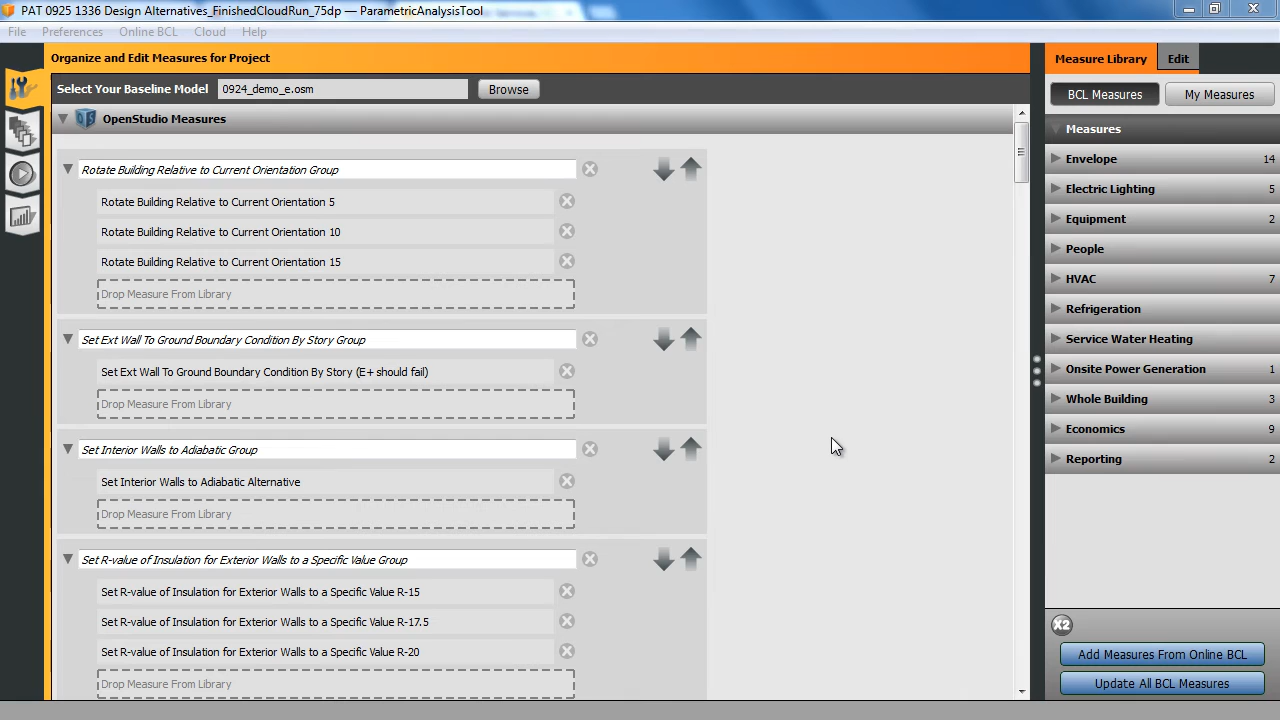 PAT 0925 1336 Design Alternatives_FinishedCloudRun_75dp — ParametricAnalysisTool
File Preferences Online BCL Cloud Help
Organize and Edit Measures for Project
Select Your Baseline Model 0924_demo_e.osm Browse
OpenStudio Measures
Rotate Building Relative to Current Orientation Group
Rotate Building Relative to Current Orientation 5
Rotate Building Relative to Current Orientation 10
Rotate Building Relative to Current Orientation 15
Drop Measure From Library
Set Ext Wall To Ground Boundary Condition By Story Group
Set Ext Wall To Ground Boundary Condition By Story (E+ should fail)
Drop Measure From Library
Set Interior Walls to Adiabatic Group
Set Interior Walls to Adiabatic Alternative
Drop Measure From Library
Set R-value of Insulation for Exterior Walls to a Specific Value Group
Set R-value of Insulation for Exterior Walls to a Specific Value R-15
Set R-value of Insulation for Exterior Walls to a Specific Value R-17.5
Set R-value of Insulation for Exterior Walls to a Specific Value R-20
Drop Measure From Library
Measure Library Edit
BCL Measures My Measures
Measures
Envelope 14
Electric Lighting 5
Equipment 2
People
HVAC 7
Refrigeration
Service Water Heating
Onsite Power Generation 1
Whole Building 3
Economics 9
Reporting 2
X2
Add Measures From Online BCL
Update All BCL Measures